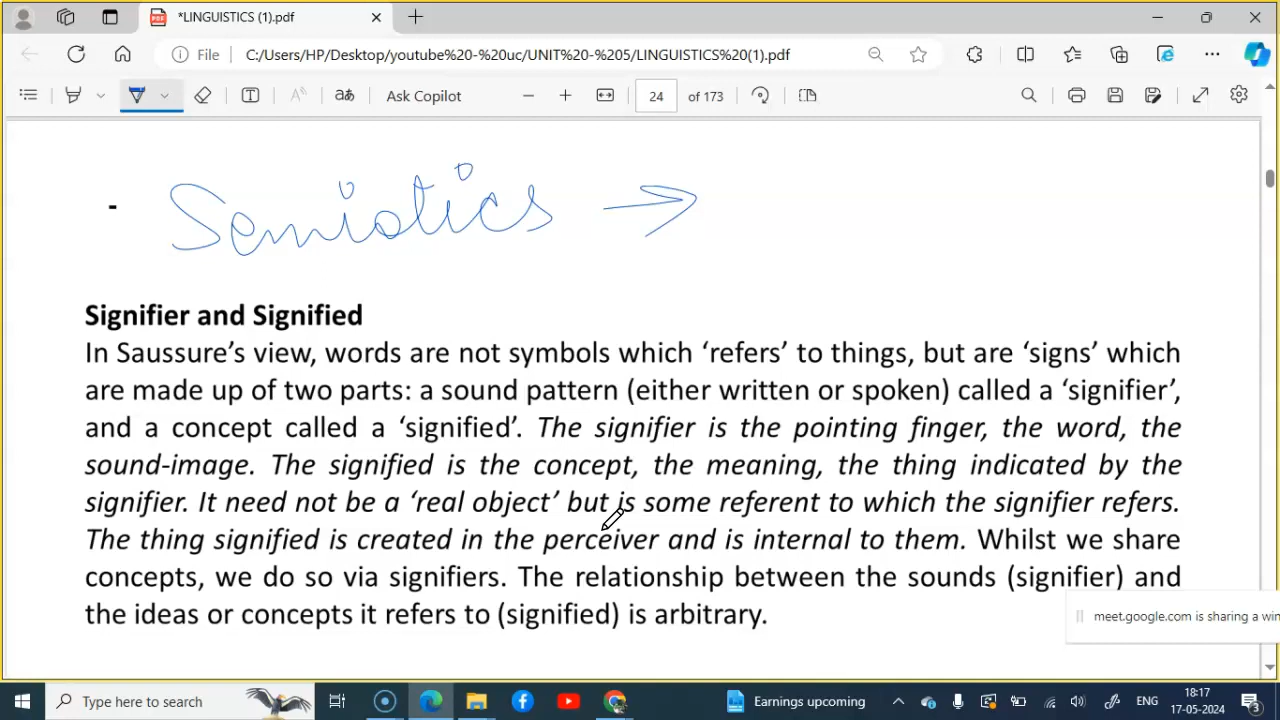 *LINGUISTICS (1).pdf
File C:/Users/HP/Desktop/youtube%20-%20uc/UNIT%20-%205/LINGUISTICS%20(1).pdf
Ask Copilot 24 of 173
- Semiotics →
Signifier and Signified
In Saussure’s view, words are not symbols which ‘refers’ to things, but are ‘signs’ which
are made up of two parts: a sound pattern (either written or spoken) called a ‘signifier’,
and a concept called a ‘signified’. The signifier is the pointing finger, the word, the
sound-image. The signified is the concept, the meaning, the thing indicated by the
signifier. It need not be a ‘real object’ but is some referent to which the signifier refers.
The thing signified is created in the perceiver and is internal to them. Whilst we share
concepts, we do so via signifiers. The relationship between the sounds (signifier) and
the ideas or concepts it refers to (signified) is arbitrary.
meet.google.com is sharing a win
Type here to search Earnings upcoming ENG 18:17
17-05-2024 3